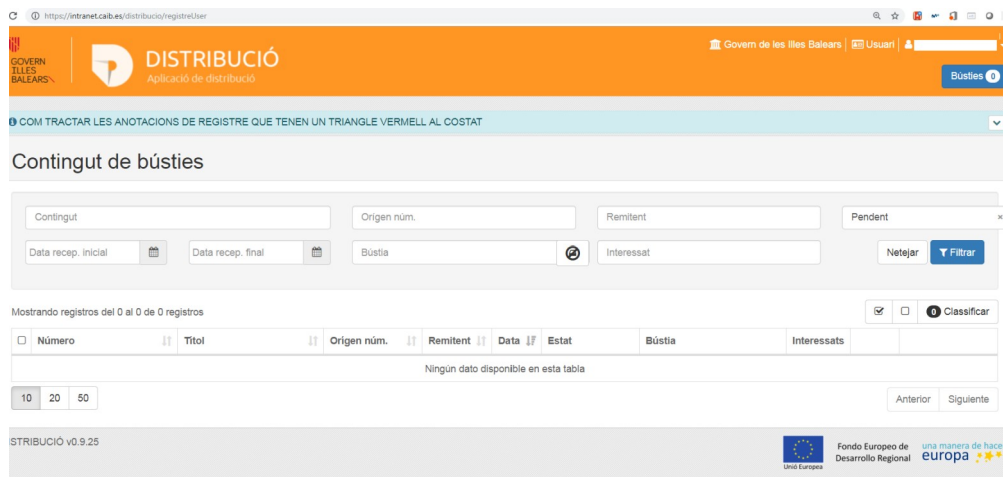 https://intranet.caib.es/distribucio/registreUser
GOVERN
ILLES
BALEARS
DISTRIBUCIÓ
Aplicació de distribució
Govern de les Illes Balears
Usuari
Bústies 0
COM TRACTAR LES ANOTACIONS DE REGISTRE QUE TENEN UN TRIANGLE VERMELL AL COSTAT
Contingut de bústies
Contingut Origen núm. Remitent Pendent ×
Data recep. inicial Data recep. final Bústia Interessat Netejar Filtrar
Mostrando registros del 0 al 0 de 0 registros 0 Classificar
Número Títol Origen núm. Remitent Data Estat Bústia Interessats
Ningún dato disponible en esta tabla
10 20 50 Anterior Siguiente
STRIBUCIÓ v0.9.25
Unió Europea
Fondo Europeo de
Desarrollo Regional
una manera de hace
europa